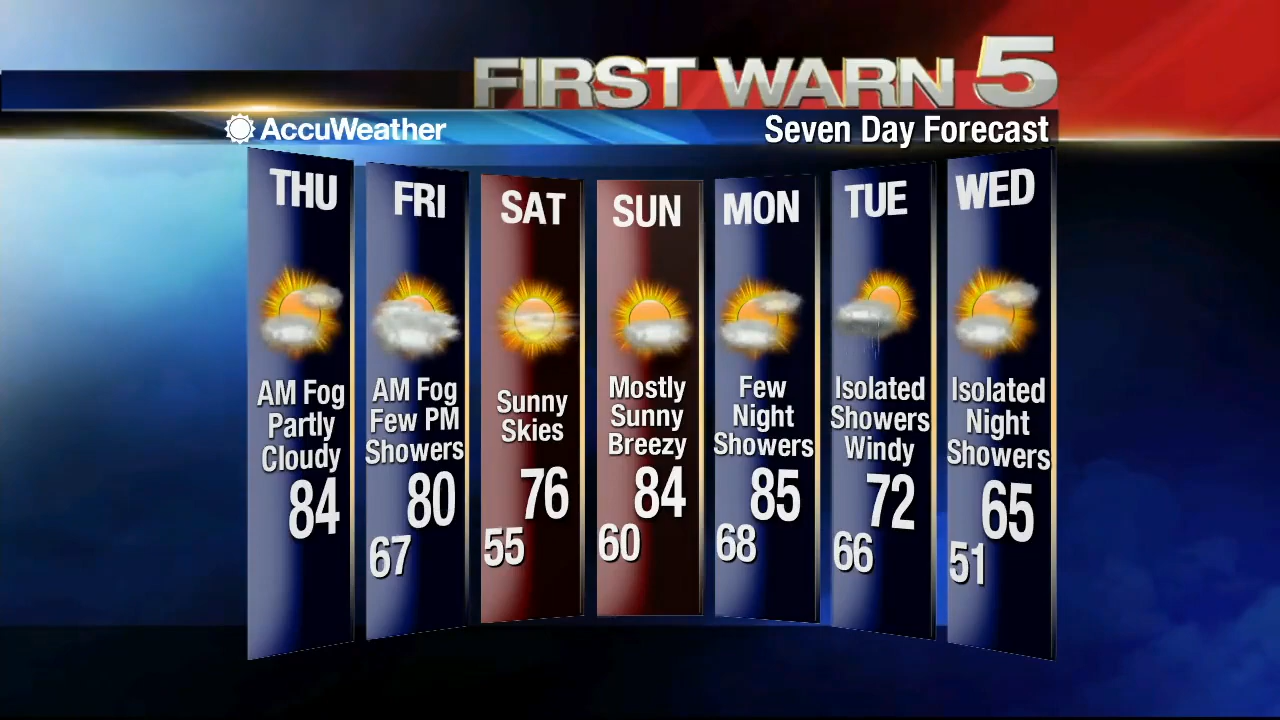 FIRST WARN 5
AccuWeather
Seven Day Forecast
THU
AM Fog
Partly
Cloudy
84
FRI
AM Fog
Few PM
Showers
80
67
SAT
Sunny
Skies
76
55
SUN
Mostly
Sunny
Breezy
84
60
MON
Few
Night
Showers
85
68
TUE
Isolated
Showers
Windy
72
66
WED
Isolated
Night
Showers
65
51